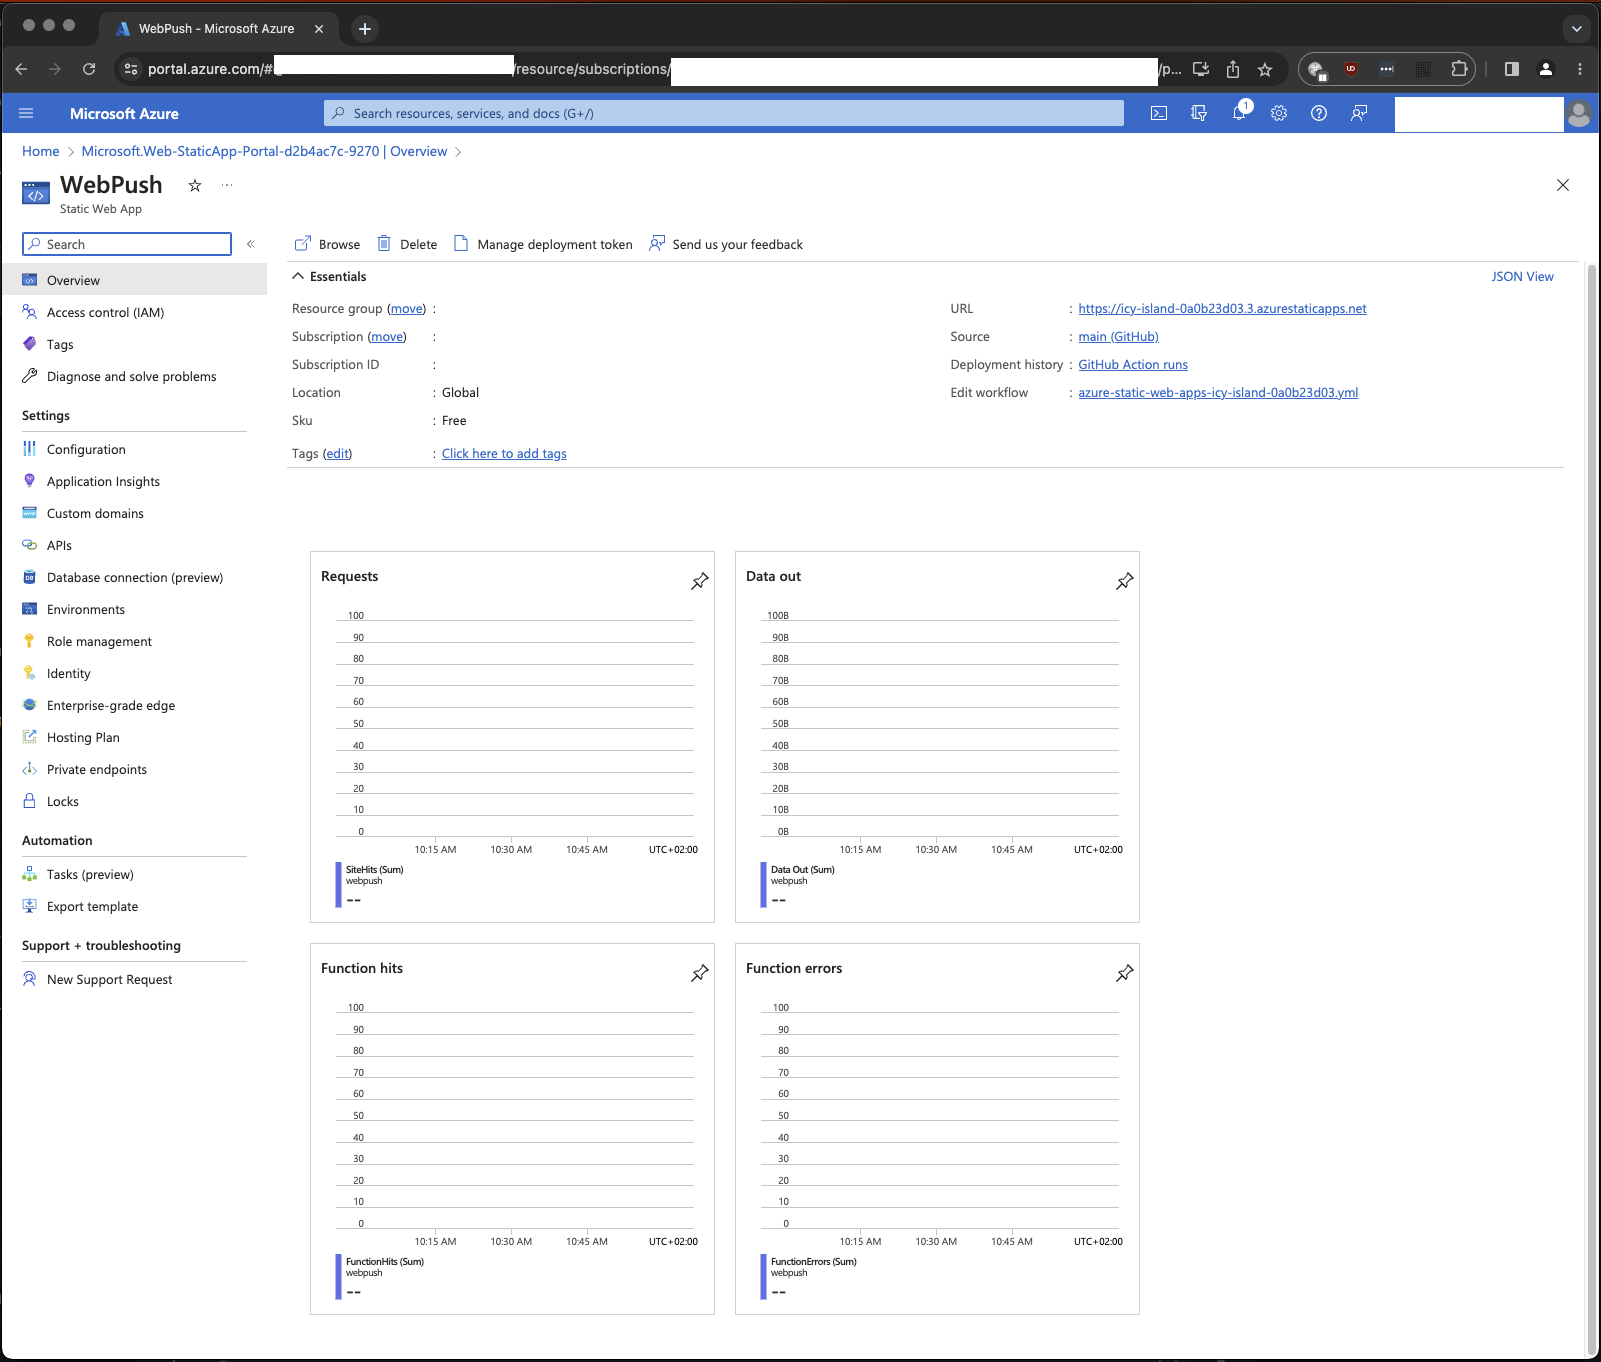 WebPush - Microsoft Azure
portal.azure.com/#
/resource/subscriptions/
/p...
Microsoft Azure
Search resources, services, and docs (G+/)
1
Home > Microsoft.Web-StaticApp-Portal-d2b4ac7c-9270 | Overview >
WebPush
Static Web App
Search
Overview
Access control (IAM)
Tags
Diagnose and solve problems
Settings
Configuration
Application Insights
Custom domains
APIs
Database connection (preview)
Environments
Role management
Identity
Enterprise-grade edge
Hosting Plan
Private endpoints
Locks
Automation
Tasks (preview)
Export template
Support + troubleshooting
New Support Request
Browse
Delete
Manage deployment token
Send us your feedback
Essentials
JSON View
Resource group (move) :
Subscription (move) :
Subscription ID :
Location : Global
Sku : Free
Tags (edit) : Click here to add tags
URL : https://icy-island-0a0b23d03.3.azurestaticapps.net
Source : main (GitHub)
Deployment history : GitHub Action runs
Edit workflow : azure-static-web-apps-icy-island-0a0b23d03.yml
Requests
100
90
80
70
60
50
40
30
20
10
0
10:15 AM 10:30 AM 10:45 AM UTC+02:00
SiteHits (Sum)
webpush
--
Data out
100B
90B
80B
70B
60B
50B
40B
30B
20B
10B
0B
10:15 AM 10:30 AM 10:45 AM UTC+02:00
Data Out (Sum)
webpush
--
Function hits
100
90
80
70
60
50
40
30
20
10
0
10:15 AM 10:30 AM 10:45 AM UTC+02:00
FunctionHits (Sum)
webpush
--
Function errors
100
90
80
70
60
50
40
30
20
10
0
10:15 AM 10:30 AM 10:45 AM UTC+02:00
FunctionErrors (Sum)
webpush
--